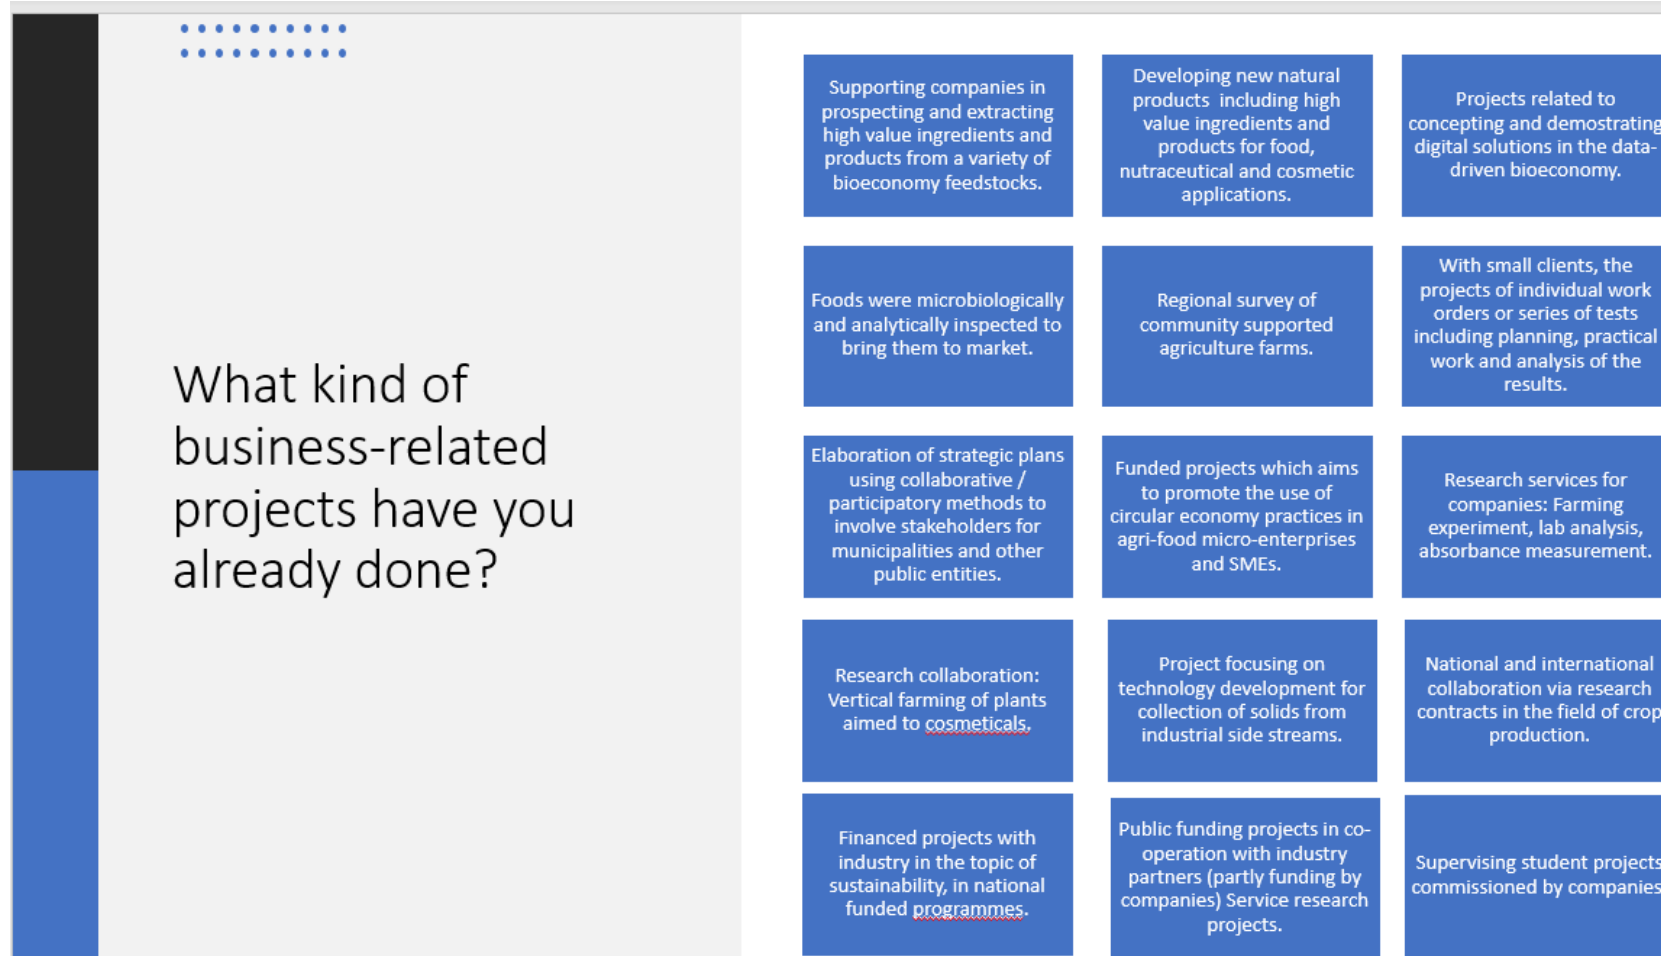 What kind of
business-related
projects have you
already done?
Supporting companies in
prospecting and extracting
high value ingredients and
products from a variety of
bioeconomy feedstocks.
Developing new natural
products  including high
value ingredients and
products for food,
nutraceutical and cosmetic
applications.
Projects related to
concepting and demostrating
digital solutions in the data-
driven bioeconomy.
Foods were microbiologically
and analytically inspected to
bring them to market.
Regional survey of
community supported
agriculture farms.
With small clients, the
projects of individual work
orders or series of tests
including planning, practical
work and analysis of the
results.
Elaboration of strategic plans
using collaborative /
participatory methods to
involve stakeholders for
municipalities and other
public entities.
Funded projects which aims
to promote the use of
circular economy practices in
agri-food micro-enterprises
and SMEs.
Research services for
companies: Farming
experiment, lab analysis,
absorbance measurement.
Research collaboration:
Vertical farming of plants
aimed to cosmeticals.
Project focusing on
technology development for
collection of solids from
industrial side streams.
National and international
collaboration via research
contracts in the field of crop
production.
Financed projects with
industry in the topic of
sustainability, in national
funded programmes.
Public funding projects in co-
operation with industry
partners (partly funding by
companies) Service research
projects.
Supervising student projects
commissioned by companies